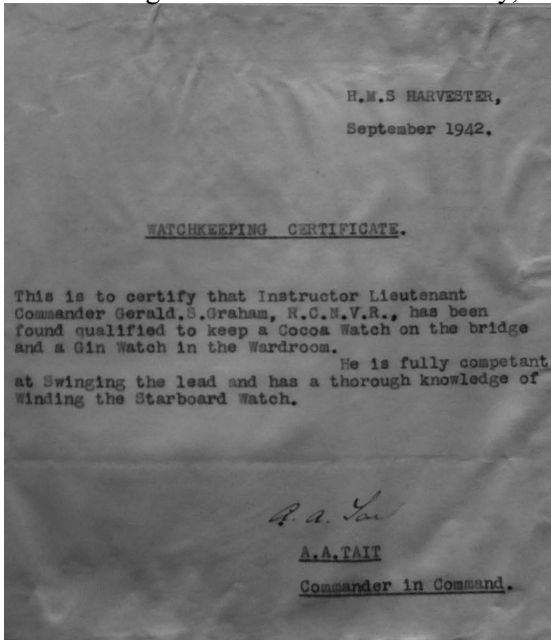 H.M.S HARVESTER,
September 1942.
WATCHKEEPING CERTIFICATE.
This is to certify that Instructor Lieutenant
Commander Gerald.S.Graham, R.C.N.V.R., has been
found qualified to keep a Cocoa Watch on the bridge
and a Gin Watch in the Wardroom.
He is fully competant
at Swinging the lead and has a thorough knowledge of
Winding the Starboard Watch.
A. A. Tait
A.A.TAIT
Commander in Command.